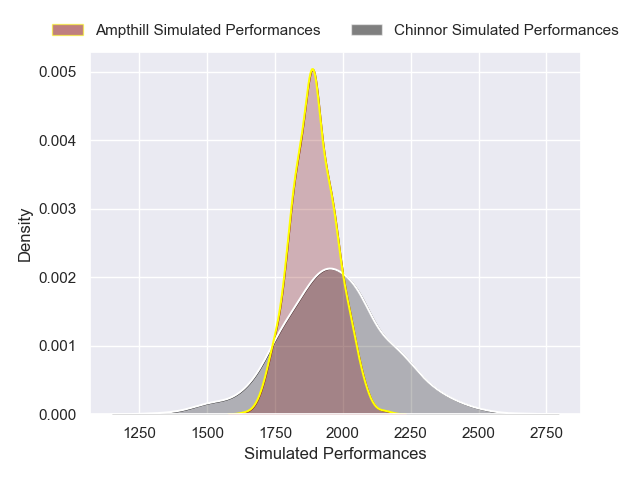 Ampthill Simulated Performances Chinnor Simulated Performances
0.005
0.004
0.003
0.002
0.001
0.000
Density
1250 1500 1750 2000 2250 2500 2750
Simulated Performances